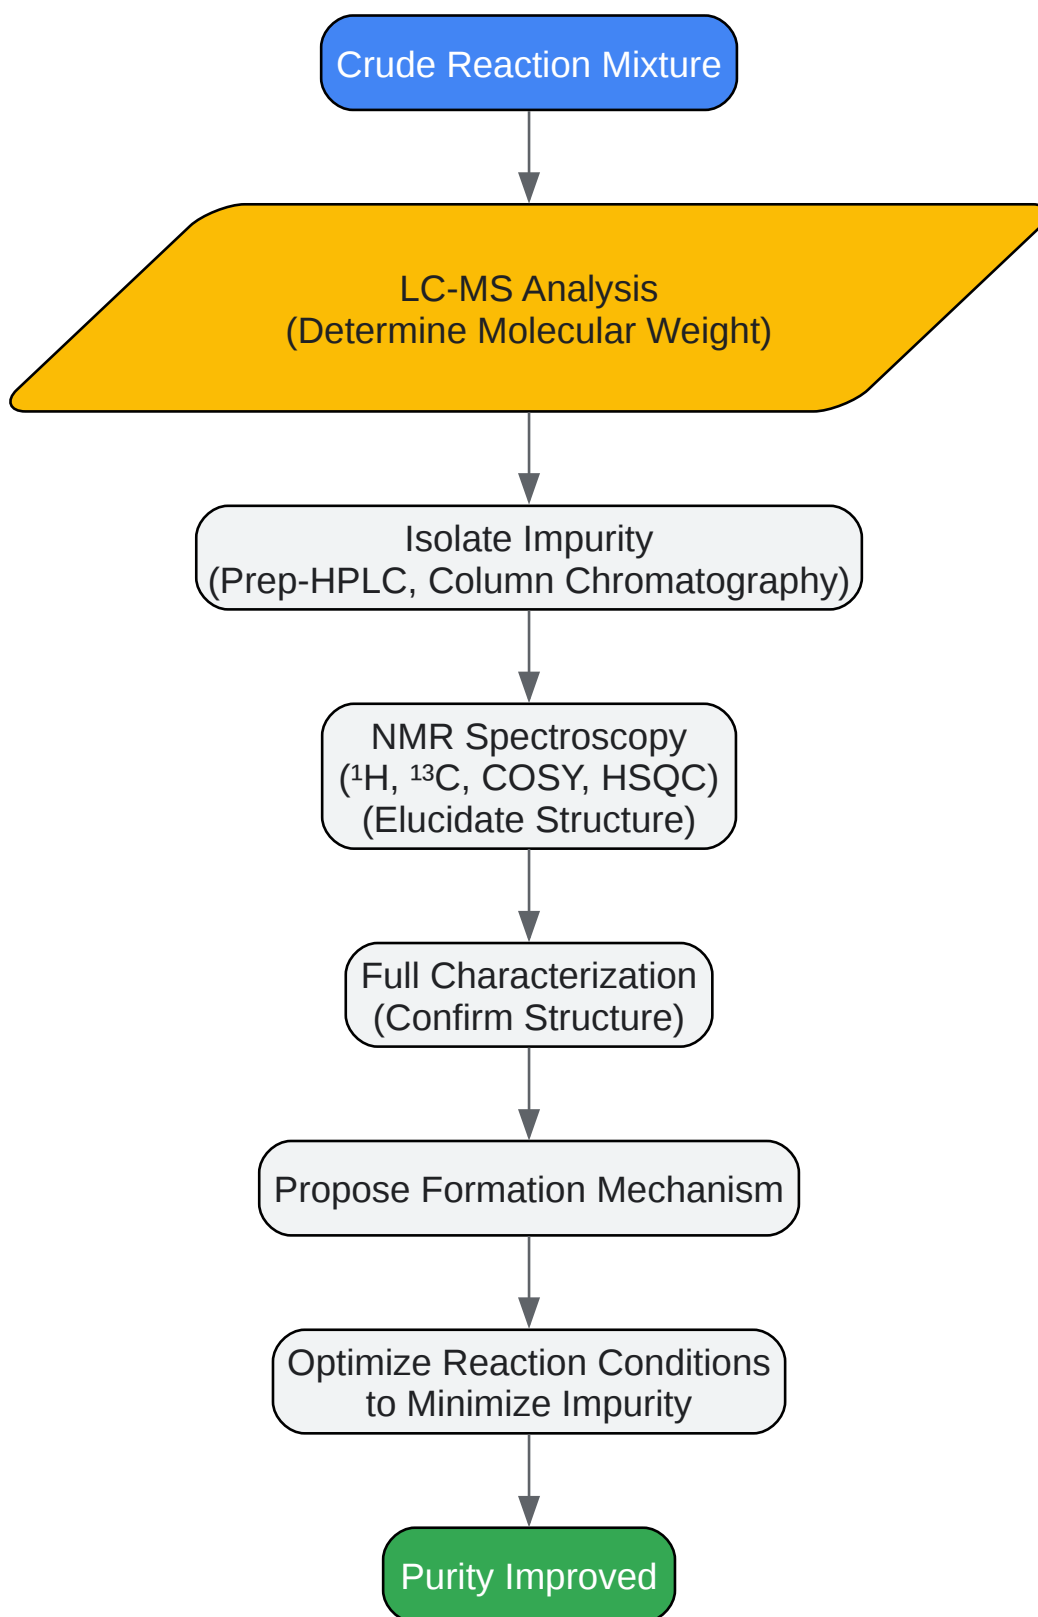 Crude Reaction Mixture
LC-MS Analysis
(Determine Molecular Weight)
Isolate Impurity
(Prep-HPLC, Column Chromatography)
NMR Spectroscopy
(¹H, ¹³C, COSY, HSQC)
(Elucidate Structure)
Full Characterization
(Confirm Structure)
Propose Formation Mechanism
Optimize Reaction Conditions
to Minimize Impurity
Purity Improved